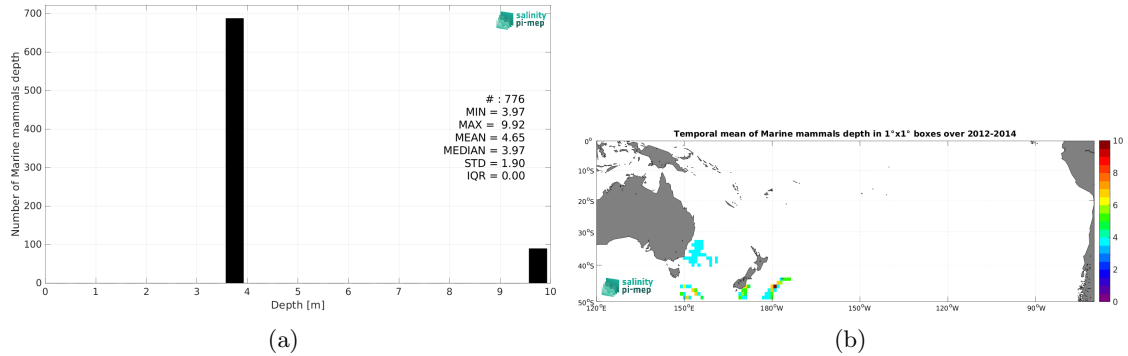 700
600
500
400
300
200
100
0
Number of Marine mammals depth
salinity
pi-mep
# : 776
MIN = 3.97
MAX = 9.92
MEAN = 4.65
MEDIAN = 3.97
STD = 1.90
IQR = 0.00
0 1 2 3 4 5 6 7 8 9 10
Depth [m]
(a)
Temporal mean of Marine mammals depth in 1°x1° boxes over 2012-2014
0°
10°S
20°S
30°S
40°S
50°S
salinity
pi-mep
120°E 150°E 180°W 150°W 120°W 90°W
10
8
6
4
2
0
(b)